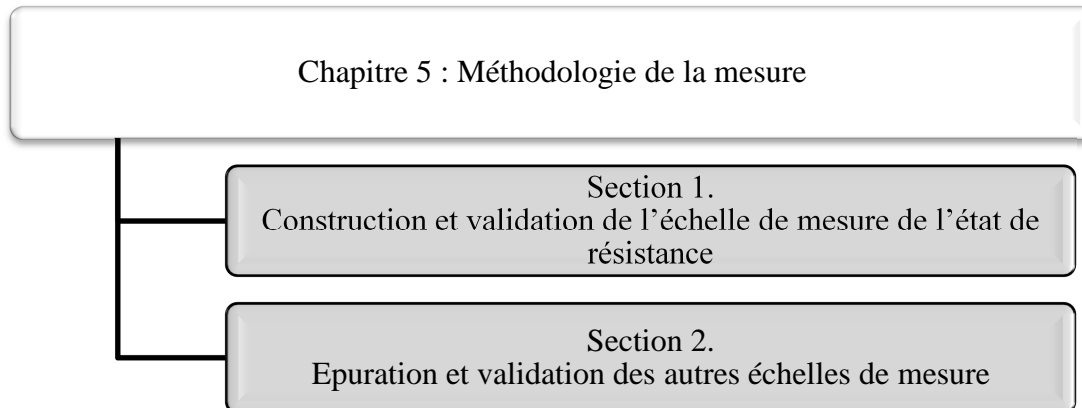 Chapitre 5 : Méthodologie de la mesure
Section 1.
Construction et validation de l’échelle de mesure de l’état de
résistance
Section 2.
Epuration et validation des autres échelles de mesure